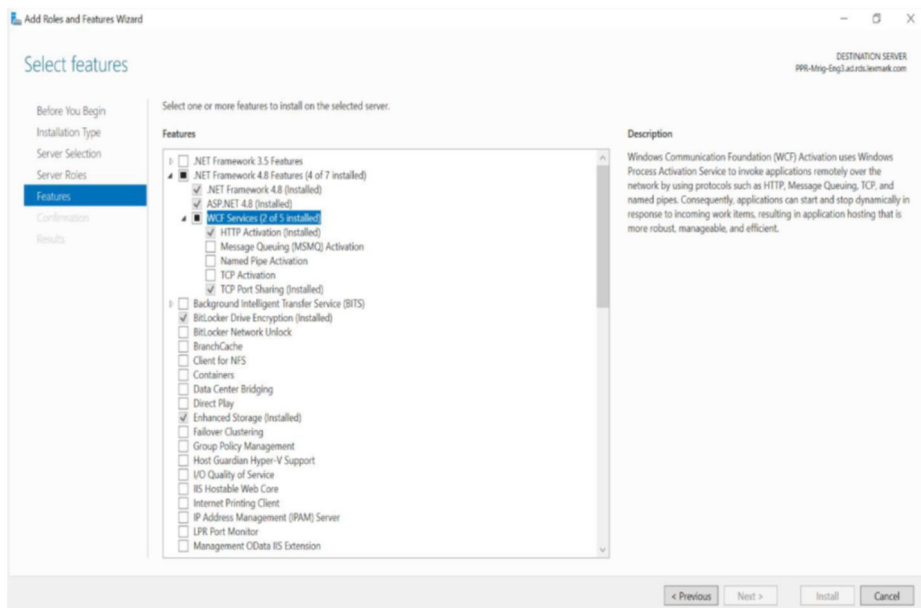 Add Roles and Features Wizard
Select features
DESTINATION SERVER
PPR-Mrig-Eng3.ad.rds.lexmark.com
Before You Begin
Installation Type
Server Selection
Server Roles
Features
Confirmation
Results
Select one or more features to install on the selected server.
Features
.NET Framework 3.5 Features
.NET Framework 4.8 Features (4 of 7 installed)
.NET Framework 4.8 (Installed)
ASP.NET 4.8 (Installed)
WCF Services (2 of 5 installed)
HTTP Activation (Installed)
Message Queuing (MSMQ) Activation
Named Pipe Activation
TCP Activation
TCP Port Sharing (Installed)
Background Intelligent Transfer Service (BITS)
BitLocker Drive Encryption (Installed)
BitLocker Network Unlock
BranchCache
Client for NFS
Containers
Data Center Bridging
Direct Play
Enhanced Storage (Installed)
Failover Clustering
Group Policy Management
Host Guardian Hyper-V Support
I/O Quality of Service
IIS Hostable Web Core
Internet Printing Client
IP Address Management (IPAM) Server
LPR Port Monitor
Management OData IIS Extension
Description
Windows Communication Foundation (WCF) Activation uses Windows
Process Activation Service to invoke applications remotely over the
network by using protocols such as HTTP, Message Queuing, TCP, and
named pipes. Consequently, applications can start and stop dynamically in
response to incoming work items, resulting in application hosting that is
more robust, manageable, and efficient.
< Previous
Next >
Install
Cancel